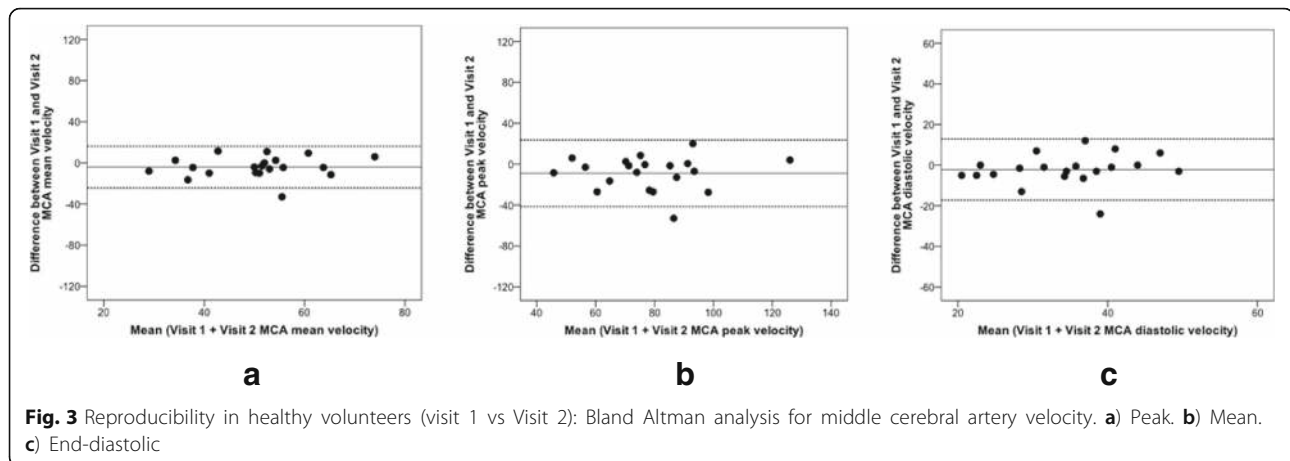 120
80
40
0
-40
-80
-120
Difference between Visit 1 and Visit 2
MCA mean velocity
20
40
60
80
Mean (Visit 1 + Visit 2 MCA mean velocity)
a
120
80
40
0
-40
-80
-120
Difference between Visit 1 and Visit 2
MCA peak velocity
40
60
80
100
120
140
Mean (Visit 1 + Visit 2 MCA peak velocity)
b
60
40
20
0
-20
-40
-60
Difference between Visit 1 and Visit 2
MCA diastolic velocity
20
40
60
Mean (Visit 1 + Visit 2 MCA diastolic velocity)
c
Fig. 3 Reproducibility in healthy volunteers (visit 1 vs Visit 2): Bland Altman analysis for middle cerebral artery velocity. a) Peak. b) Mean.
c) End-diastolic